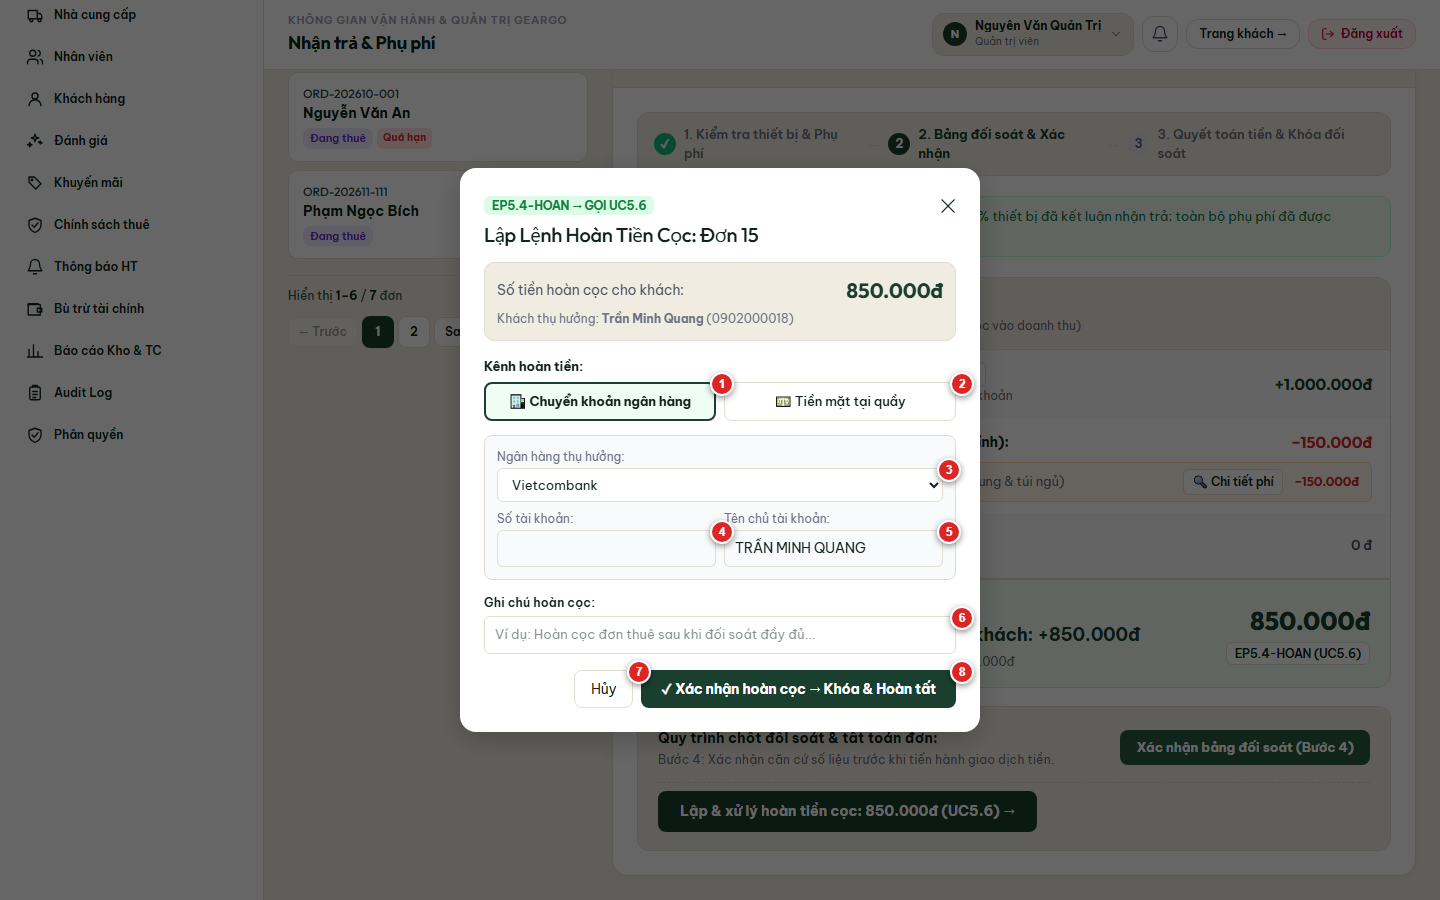 Nhà cung cấp
Nhân viên
Khách hàng
Đánh giá
Khuyến mãi
Chính sách thuê
Thông báo HT
Bù trừ tài chính
Báo cáo Kho & TC
Audit Log
Phân quyền
KHÔNG GIAN VẬN HÀNH & QUẢN TRỊ GEARGO
Nhận trả & Phụ phí
N
Nguyễn Văn Quản Trị
Quản trị viên
Trang khách →
Đăng xuất
ORD-202610-001
Nguyễn Văn An
Đang thuê
Quá hạn
ORD-202611-111
Phạm Ngọc Bích
Đang thuê
Hiển thị 1–6 / 7 đơn
← Trước
1
2
Sa
✓
1. Kiểm tra thiết bị & Phụ
phí
2
2. Bảng đối soát & Xác
nhận
3
3. Quyết toán tiền & Khóa đối
soát
% thiết bị đã kết luận nhận trả; toàn bộ phụ phí đã được
ọc vào doanh thu)
khoản
+1.000.000đ
ính):
−150.000đ
ung & túi ngủ)
Chi tiết phí
−150.000đ
0 đ
khách: +850.000đ
.000đ
850.000đ
EP5.4-HOAN (UC5.6)
Quy trình chốt đối soát & tất toán đơn:
Bước 4: Xác nhận căn cứ số liệu trước khi tiến hành giao dịch tiền.
Xác nhận bảng đối soát (Bước 4)
Lập & xử lý hoàn tiền cọc: 850.000đ (UC5.6) →
EP5.4-HOAN → GỌI UC5.6
Lập Lệnh Hoàn Tiền Cọc: Đơn 15
Số tiền hoàn cọc cho khách:
850.000đ
Khách thụ hưởng: Trần Minh Quang (0902000018)
Kênh hoàn tiền:
Chuyển khoản ngân hàng
1
Tiền mặt tại quầy
2
Ngân hàng thụ hưởng:
Vietcombank
3
Số tài khoản:
4
Tên chủ tài khoản:
TRẦN MINH QUANG
5
Ghi chú hoàn cọc:
Ví dụ: Hoàn cọc đơn thuê sau khi đối soát đầy đủ...
6
Hủy
7
✓ Xác nhận hoàn cọc → Khóa & Hoàn tất
8